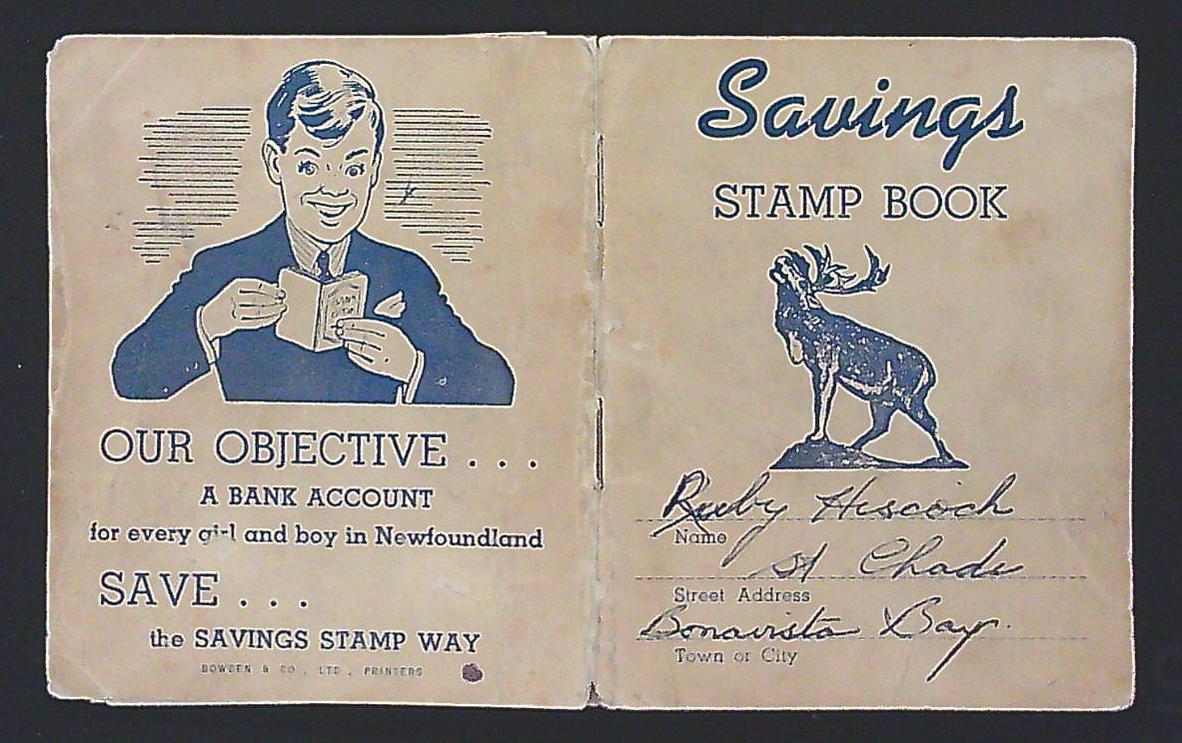 OUR OBJECTIVE . . .
A BANK ACCOUNT
for every girl and boy in Newfoundland
SAVE . . .
the SAVINGS STAMP WAY
BOWDEN & CO., LTD., PRINTERS
Savings
STAMP BOOK
Ruby Hiscock
Name
St Chads
Street Address
Bonavista Bay.
Town or City